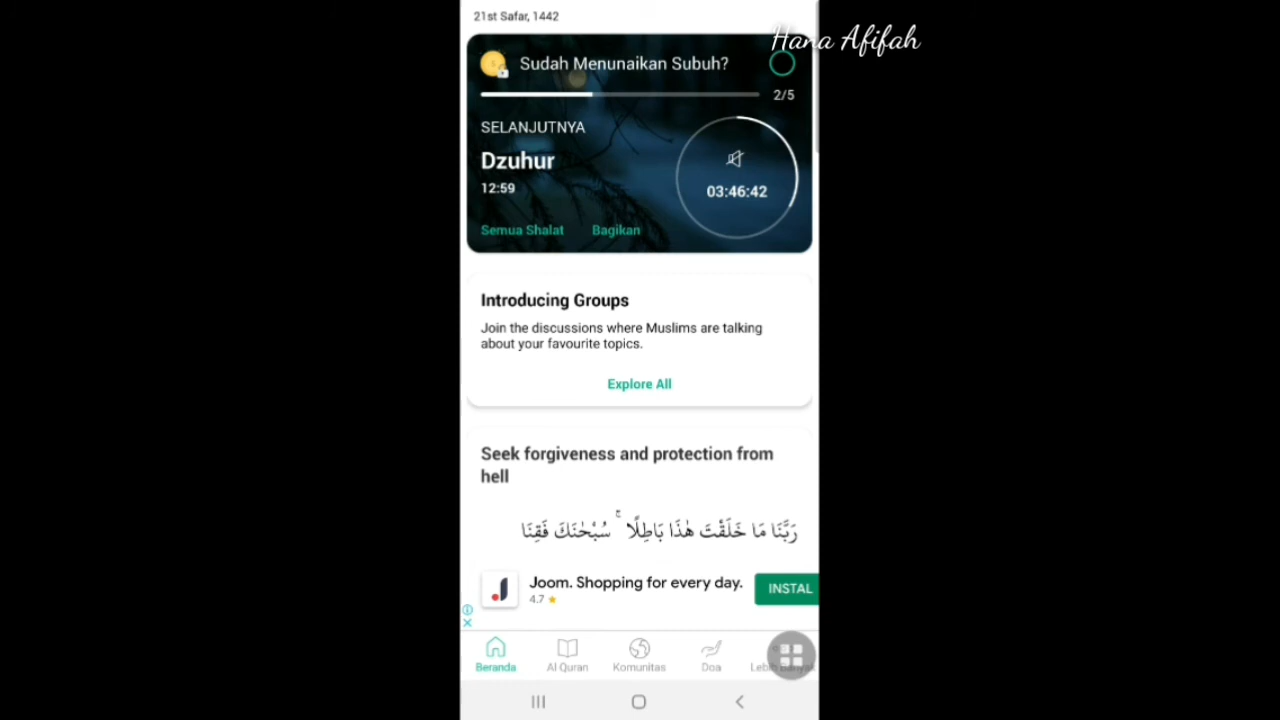 21st Safar, 1442
Hana Afifah
Sudah Menunaikan Subuh?
2/5
SELANJUTNYA
Dzuhur
12:59
03:46:42
Semua Shalat
Bagikan
Introducing Groups
Join the discussions where Muslims are talking
about your favourite topics.
Explore All
Seek forgiveness and protection from
hell
رَبَّنَا مَا خَلَقْتَ هٰذَا بَاطِلًا ۚ سُبْحٰنَكَ فَقِنَا
Joom. Shopping for every day.
4.7 ★
INSTAL
Beranda
Al Quran
Komunitas
Doa